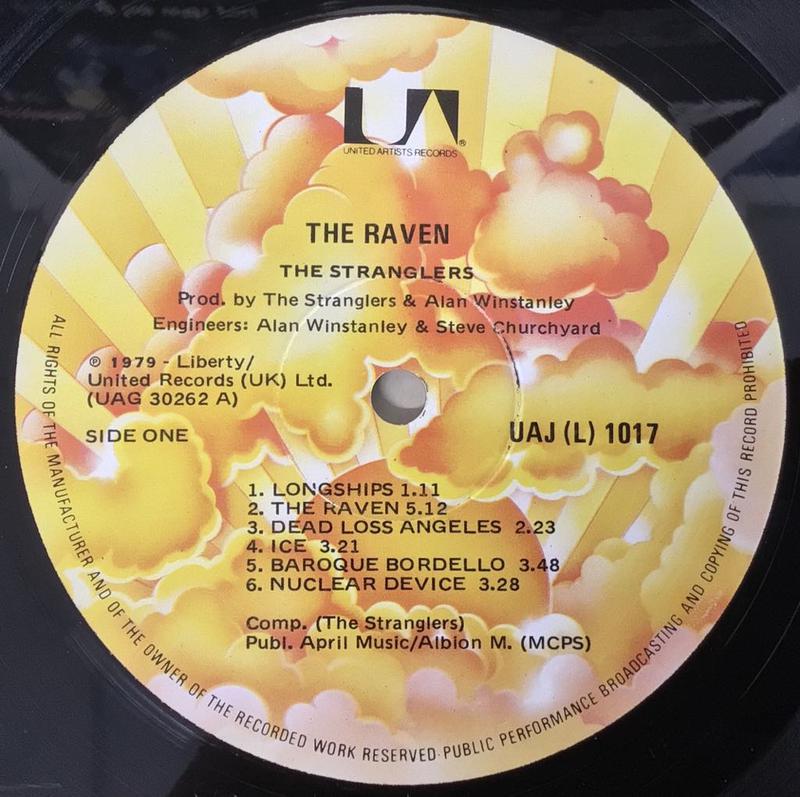 UA®
UNITED ARTISTS RECORDS
THE RAVEN
THE STRANGLERS
Prod. by The Stranglers & Alan Winstanley
Engineers: Alan Winstanley & Steve Churchyard
℗ 1979 - Liberty/
United Records (UK) Ltd.
(UAG 30262 A)
SIDE ONE
UAJ (L) 1017
1. LONGSHIPS 1.11
2. THE RAVEN 5.12
3. DEAD LOSS ANGELES 2.23
4. ICE 3.21
5. BAROQUE BORDELLO 3.48
6. NUCLEAR DEVICE 3.28
Comp. (The Stranglers)
Publ. April Music/Albion M. (MCPS)
ALL RIGHTS OF THE MANUFACTURER AND OF THE OWNER OF THE RECORDED WORK RESERVED·PUBLIC PERFORMANCE BROADCASTING AND COPYING OF THIS RECORD PROHIBITED